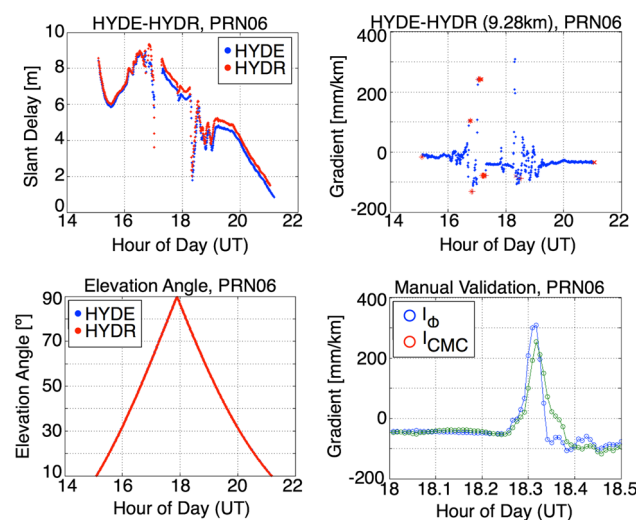 HYDE-HYDR, PRN06
10
8
6
4
2
0
Slant Delay [m]
HYDE
HYDR
14 16 18 20 22
Hour of Day (UT)
HYDE-HYDR (9.28km), PRN06
400
200
0
-200
Gradient [mm/km]
14 16 18 20 22
Hour of Day (UT)
Elevation Angle, PRN06
90
70
50
30
10
Elevation Angle [º]
HYDE
HYDR
14 16 18 20 22
Hour of Day (UT)
Manual Validation, PRN06
400
200
0
-200
Gradient [mm/km]
IΦ
ICMC
18 18.1 18.2 18.3 18.4 18.5
Hour of Day (UT)